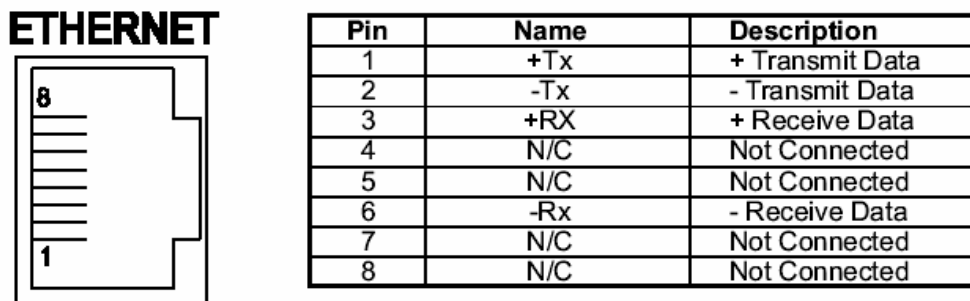 ETHERNET
8
1
Pin Name Description
1 +Tx + Transmit Data
2 -Tx - Transmit Data
3 +RX + Receive Data
4 N/C Not Connected
5 N/C Not Connected
6 -Rx - Receive Data
7 N/C Not Connected
8 N/C Not Connected